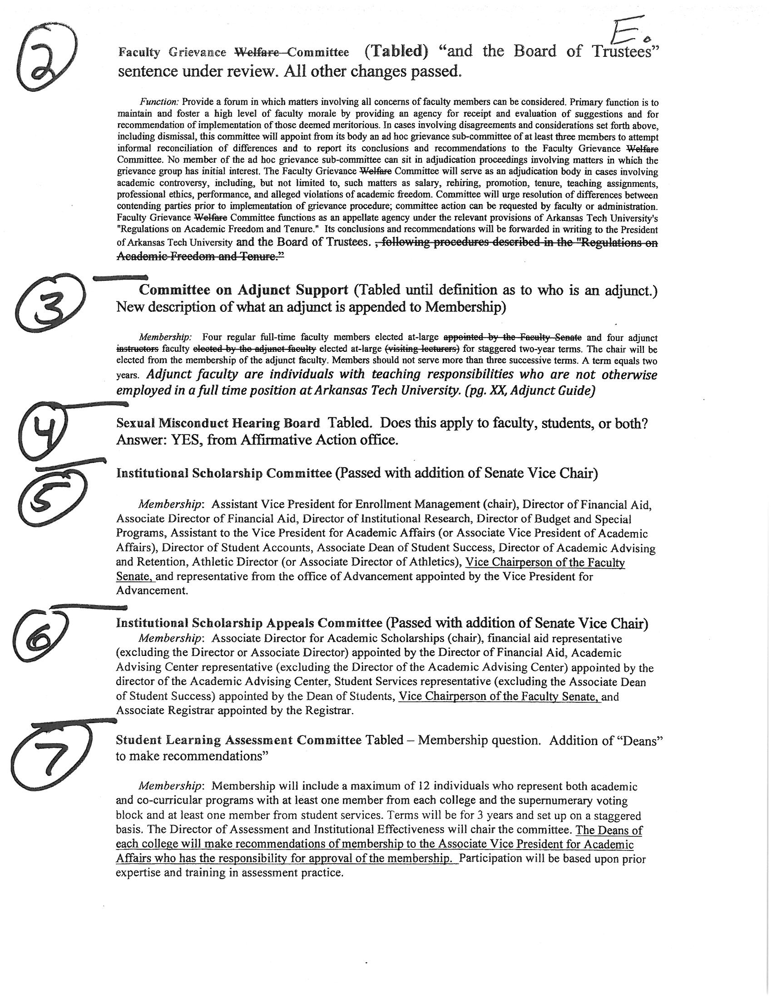 E.
2
Faculty Grievance Welfare Committee (Tabled) “and the Board of Trustees”
sentence under review. All other changes passed.
Function: Provide a forum in which matters involving all concerns of faculty members can be considered. Primary function is to
maintain and foster a high level of faculty morale by providing an agency for receipt and evaluation of suggestions and for
recommendation of implementation of those deemed meritorious. In cases involving disagreements and considerations set forth above,
including dismissal, this committee will appoint from its body an ad hoc grievance sub-committee of at least three members to attempt
informal reconciliation of differences and to report its conclusions and recommendations to the Faculty Grievance Welfare
Committee. No member of the ad hoc grievance sub-committee can sit in adjudication proceedings involving matters in which the
grievance group has initial interest. The Faculty Grievance Welfare Committee will serve as an adjudication body in cases involving
academic controversy, including, but not limited to, such matters as salary, rehiring, promotion, tenure, teaching assignments,
professional ethics, performance, and alleged violations of academic freedom. Committee will urge resolution of differences between
contending parties prior to implementation of grievance procedure; committee action can be requested by faculty or administration.
Faculty Grievance Welfare Committee functions as an appellate agency under the relevant provisions of Arkansas Tech University's
"Regulations on Academic Freedom and Tenure." Its conclusions and recommendations will be forwarded in writing to the President
of Arkansas Tech University and the Board of Trustees. , following procedures described in the "Regulations on
Academic Freedom and Tenure.”
3
Committee on Adjunct Support (Tabled until definition as to who is an adjunct.)
New description of what an adjunct is appended to Membership)
Membership: Four regular full-time faculty members elected at-large appointed by the Faculty Senate and four adjunct
instructors faculty elected by the adjunct faculty elected at-large (visiting lecturers) for staggered two-year terms. The chair will be
elected from the membership of the adjunct faculty. Members should not serve more than three successive terms. A term equals two
years. Adjunct faculty are individuals with teaching responsibilities who are not otherwise
employed in a full time position at Arkansas Tech University. (pg. XX, Adjunct Guide)
4
Sexual Misconduct Hearing Board Tabled. Does this apply to faculty, students, or both?
Answer: YES, from Affirmative Action office.
5
Institutional Scholarship Committee (Passed with addition of Senate Vice Chair)
Membership: Assistant Vice President for Enrollment Management (chair), Director of Financial Aid,
Associate Director of Financial Aid, Director of Institutional Research, Director of Budget and Special
Programs, Assistant to the Vice President for Academic Affairs (or Associate Vice President of Academic
Affairs), Director of Student Accounts, Associate Dean of Student Success, Director of Academic Advising
and Retention, Athletic Director (or Associate Director of Athletics), Vice Chairperson of the Faculty
Senate, and representative from the office of Advancement appointed by the Vice President for
Advancement.
6
Institutional Scholarship Appeals Committee (Passed with addition of Senate Vice Chair)
Membership: Associate Director for Academic Scholarships (chair), financial aid representative
(excluding the Director or Associate Director) appointed by the Director of Financial Aid, Academic
Advising Center representative (excluding the Director of the Academic Advising Center) appointed by the
director of the Academic Advising Center, Student Services representative (excluding the Associate Dean
of Student Success) appointed by the Dean of Students, Vice Chairperson of the Faculty Senate, and
Associate Registrar appointed by the Registrar.
7
Student Learning Assessment Committee Tabled – Membership question. Addition of “Deans”
to make recommendations”
Membership: Membership will include a maximum of 12 individuals who represent both academic
and co-curricular programs with at least one member from each college and the supernumerary voting
block and at least one member from student services. Terms will be for 3 years and set up on a staggered
basis. The Director of Assessment and Institutional Effectiveness will chair the committee. The Deans of
each college will make recommendations of membership to the Associate Vice President for Academic
Affairs who has the responsibility for approval of the membership. Participation will be based upon prior
expertise and training in assessment practice.